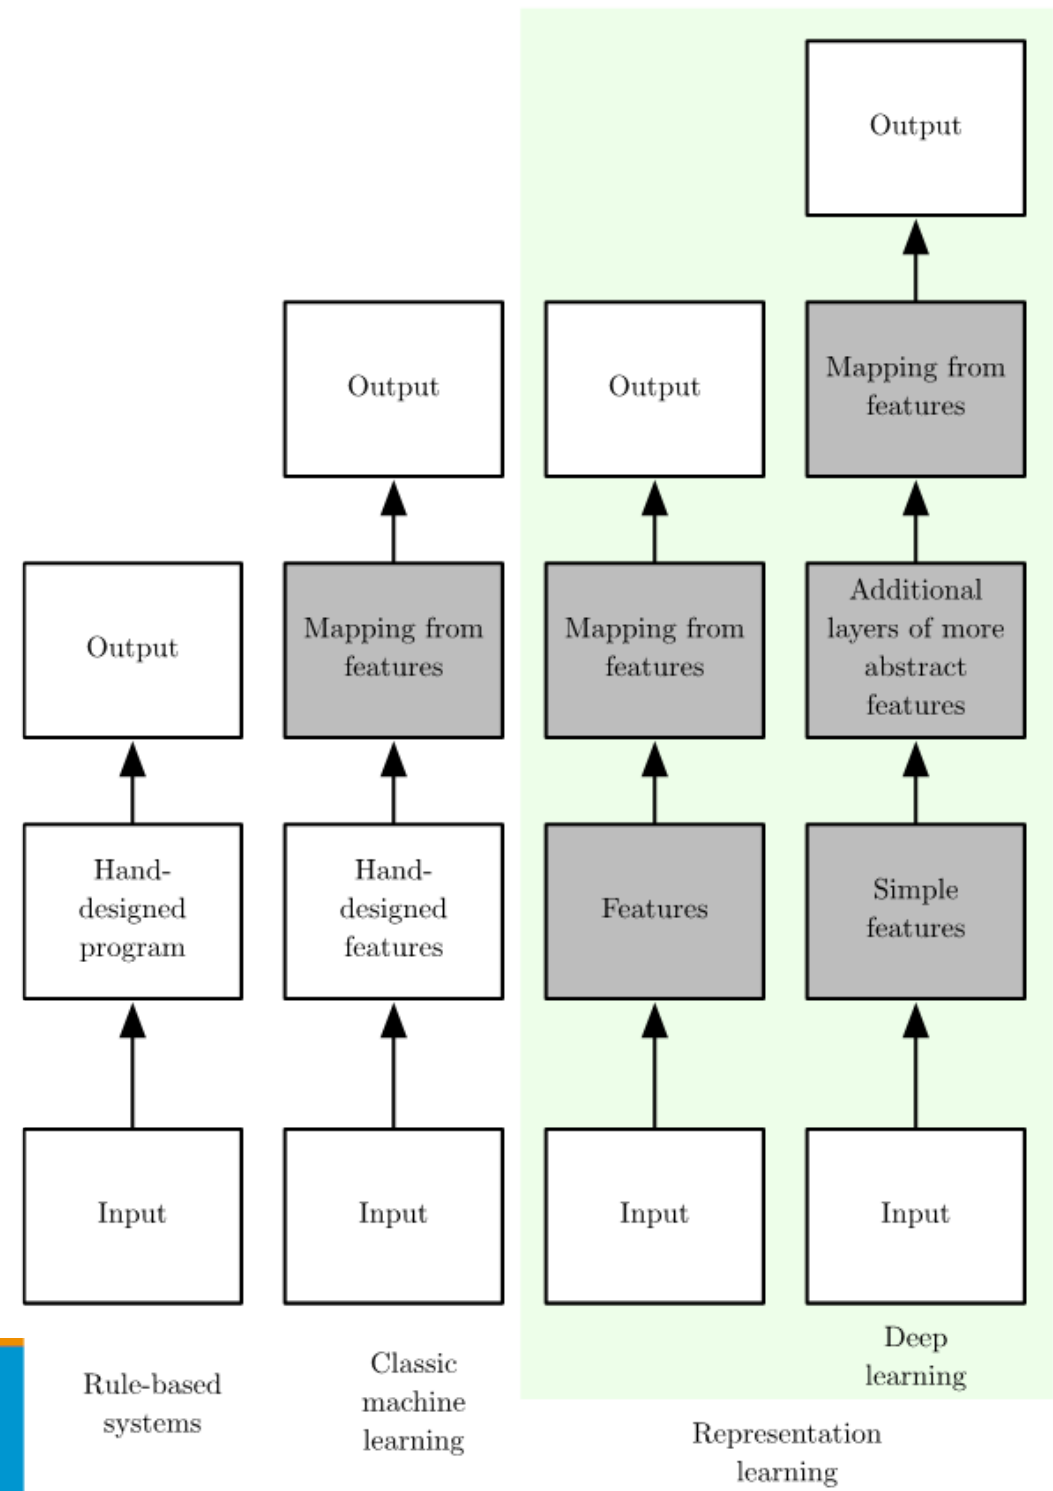 Output
Output
Output
Mapping from
features
Output
Mapping from
features
Mapping from
features
Additional
layers of more
abstract
features
Hand-
designed
program
Hand-
designed
features
Features
Simple
features
Input
Input
Input
Input
Rule-based
systems
Classic
machine
learning
Deep
learning
Representation
learning